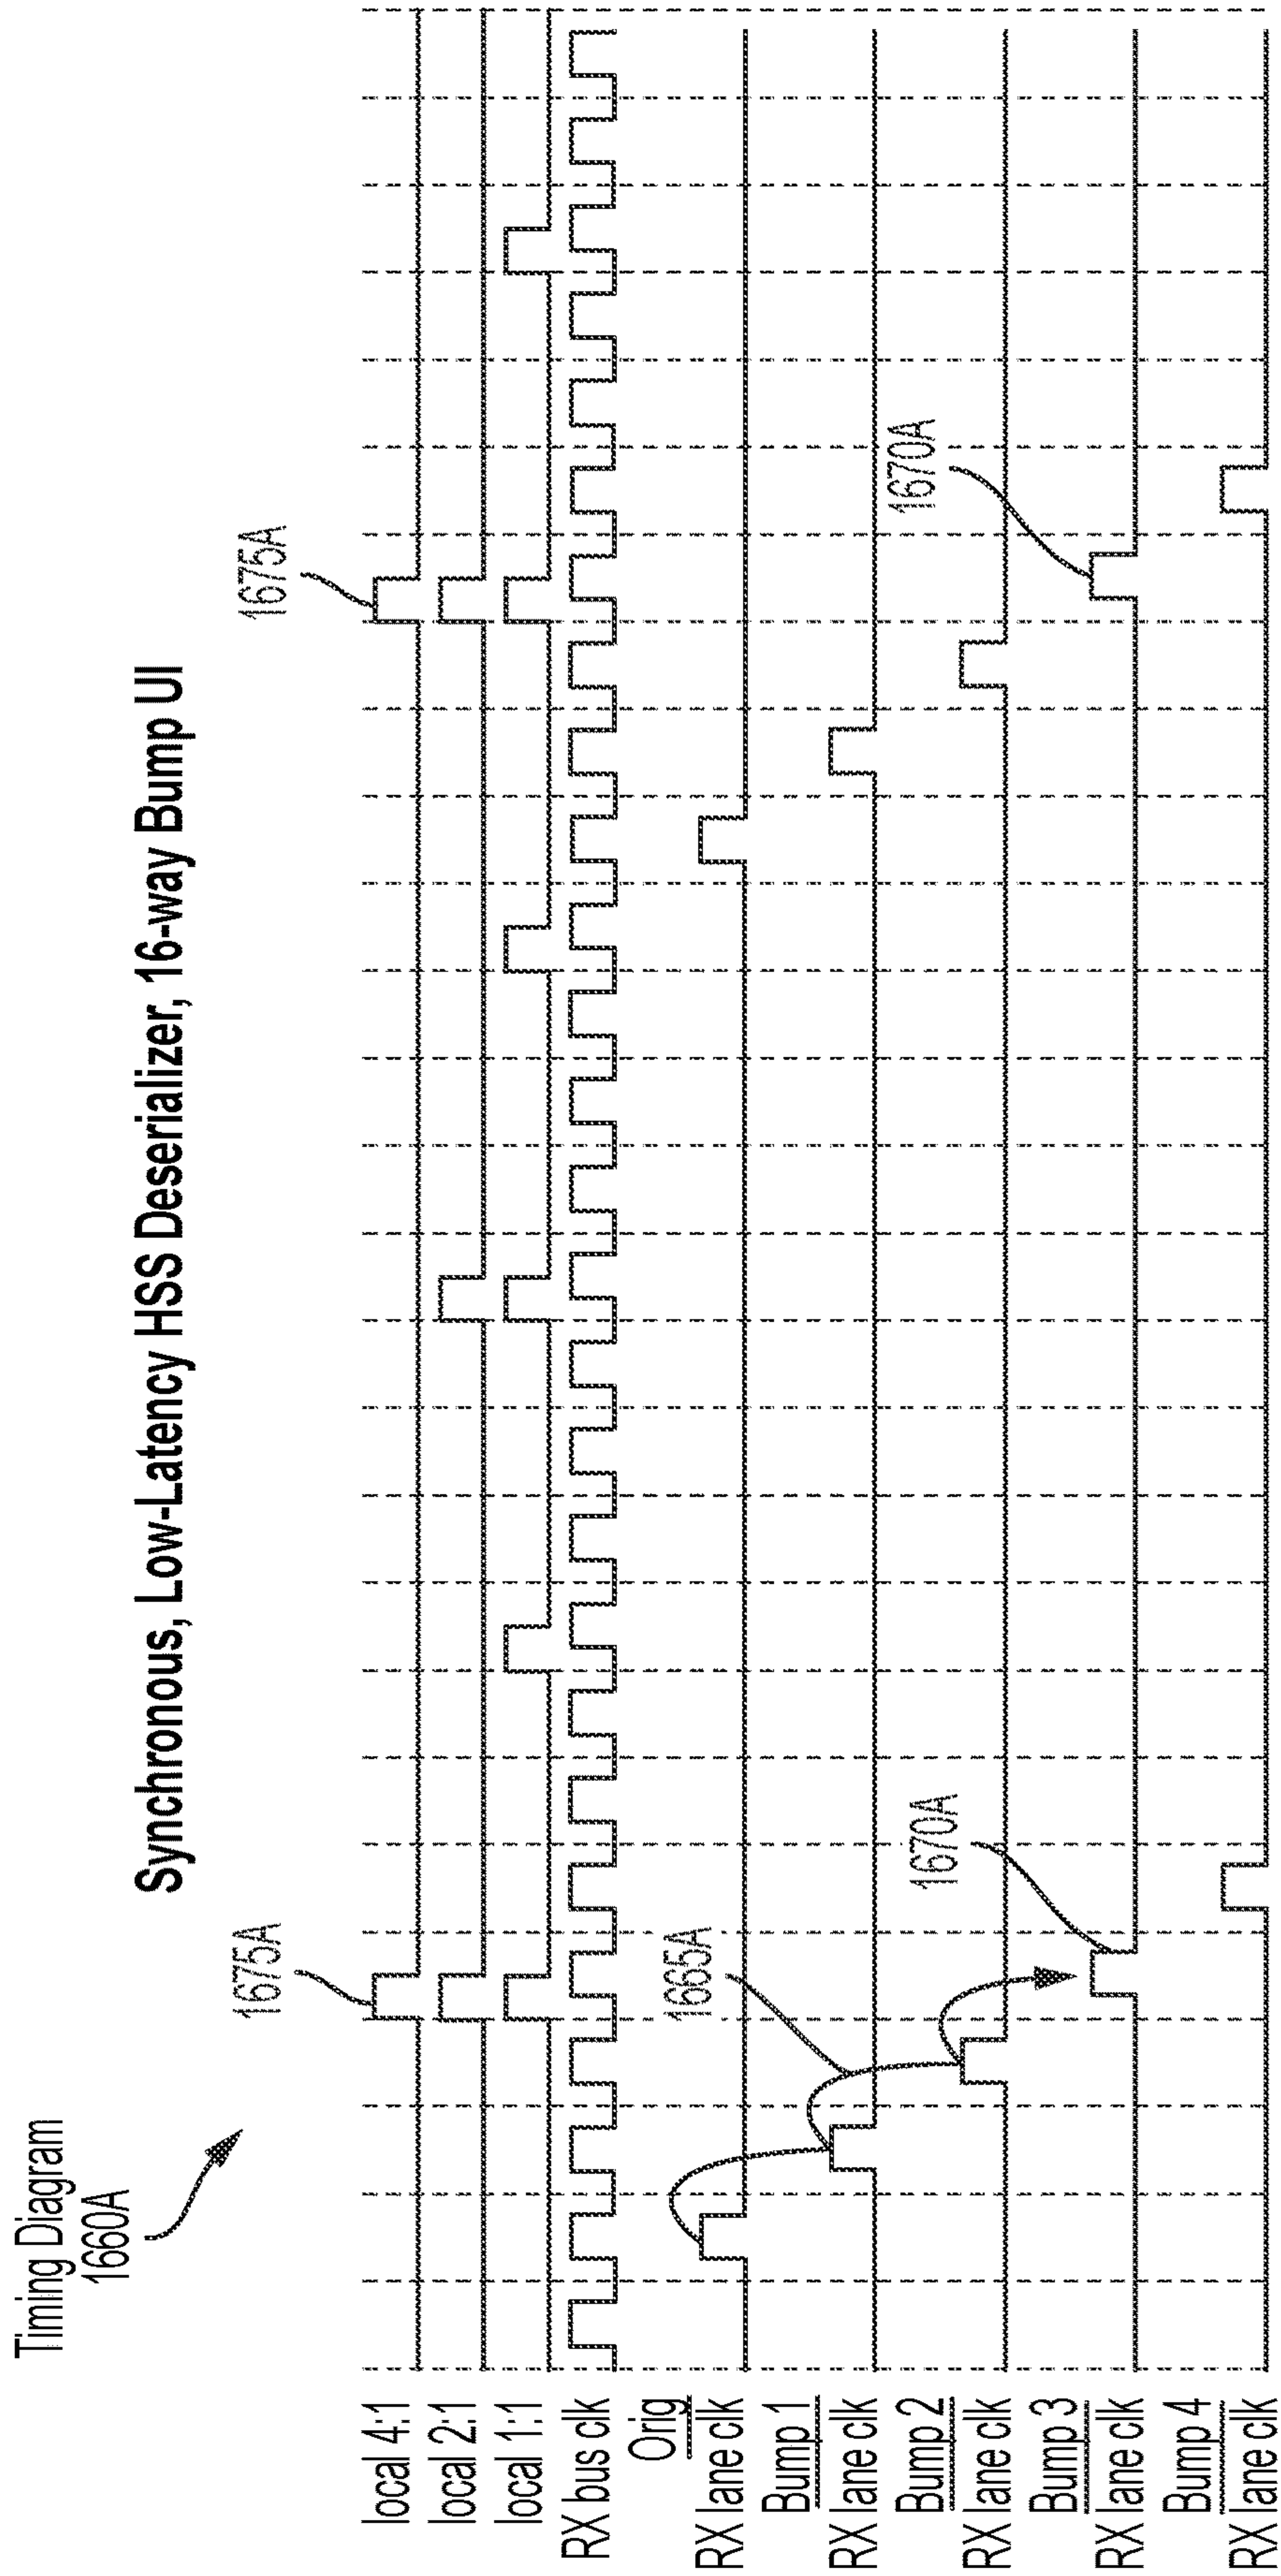 Timing Diagram
1660A
Synchronous, Low-Latency HSS Deserializer, 16-way Bump UI
1675A
1675A
local 4:1
local 2:1
local 1:1
RX bus clk
Orig
RX lane clk
1665A
Bump 1
RX lane clk
Bump 2
RX lane clk
1670A
1670A
Bump 3
RX lane clk
Bump 4
RX lane clk